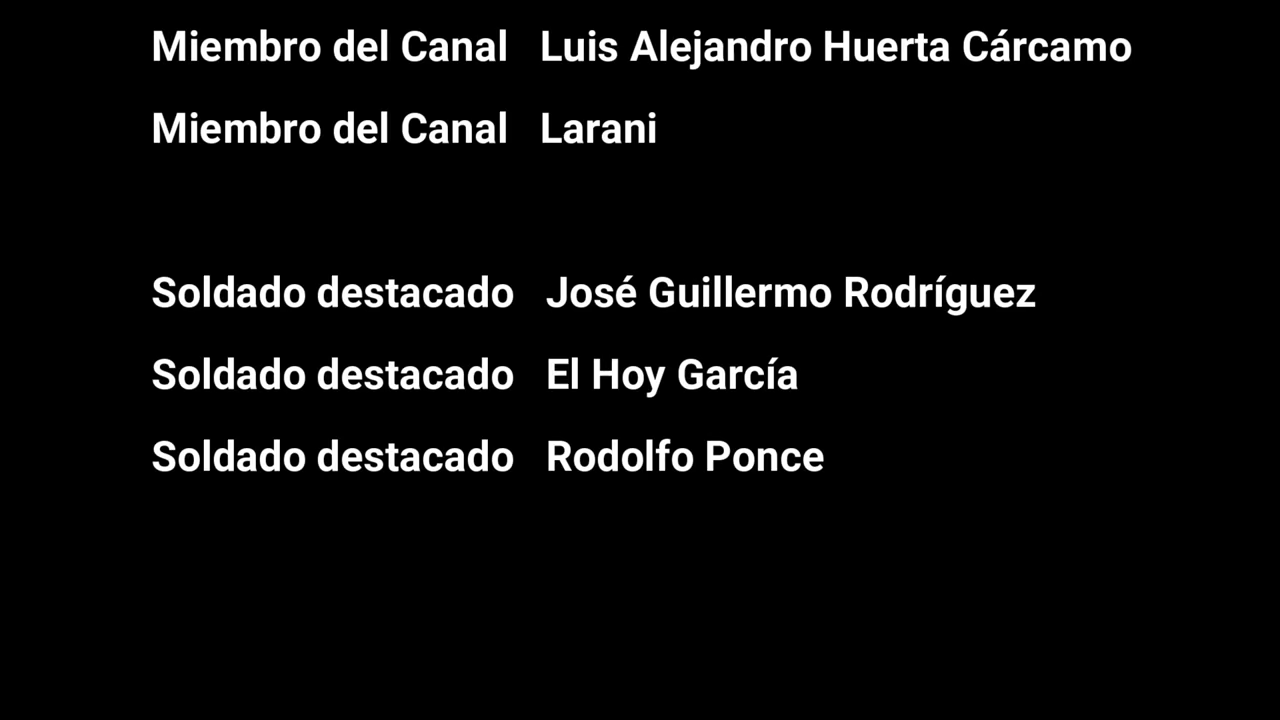 Miembro del Canal Luis Alejandro Huerta Cárcamo
Miembro del Canal Larani
Soldado destacado José Guillermo Rodríguez
Soldado destacado El Hoy García
Soldado destacado Rodolfo Ponce